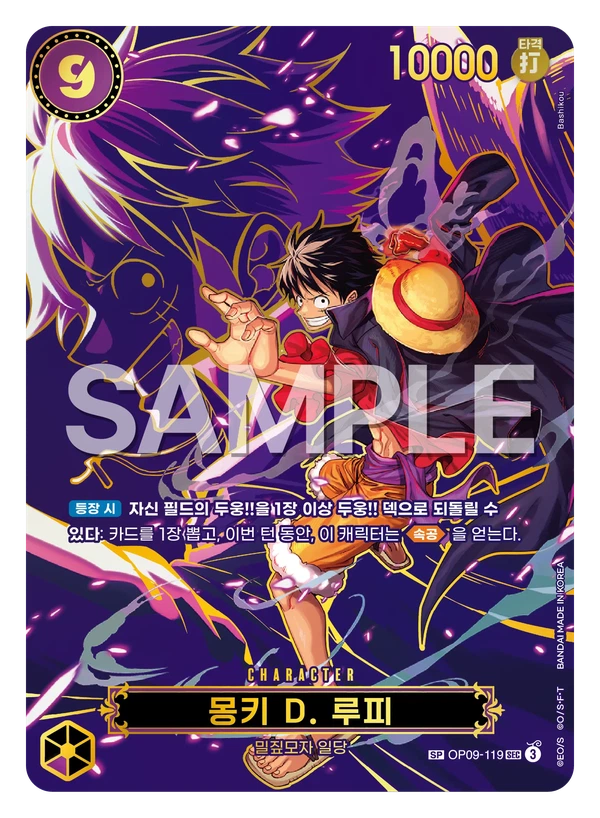 9
10000
타격
打
Bashikou
SAMPLE
등장 시 자신 필드의 두웅!!을 1장 이상 두웅!! 덱으로 되돌릴 수
있다: 카드를 1장 뽑고, 이번 턴 동안, 이 캐릭터는 속공 을 얻는다.
CHARACTER
몽키 D. 루피
밀짚모자 일당
SP OP09-119 SEC 3
©EO/S ©O/S·F·T BANDAI MADE IN KOREA